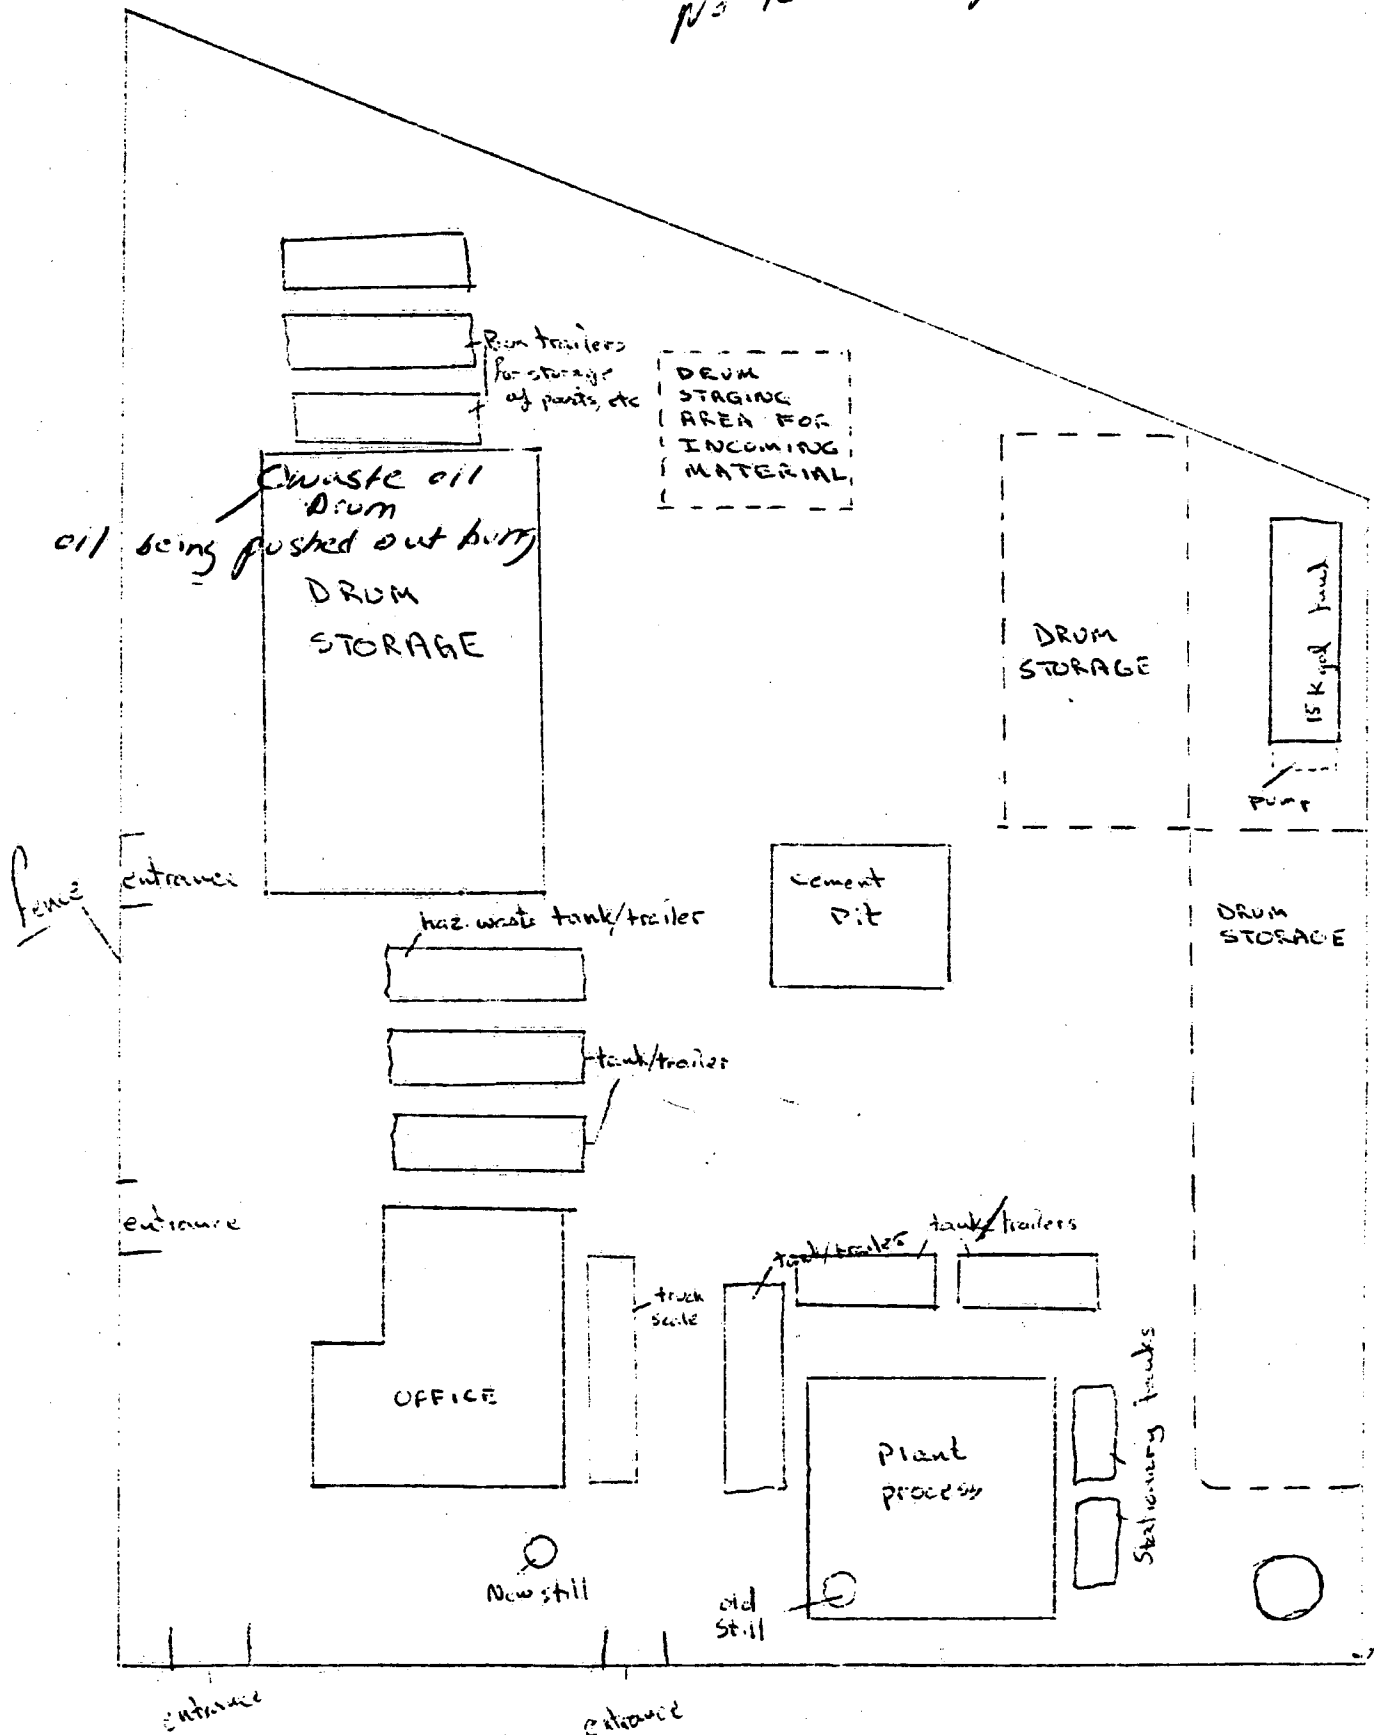 No
trailers
for storage
of parts, etc
DRUM
STAGING
AREA FOR
INCOMING
MATERIAL
waste oil
Drum
oil being pushed out bung
DRUM
STORAGE
DRUM
STORAGE
15 K gal
pump
Fence
entrance
cement
Pit
DRUM
STORAGE
haz. waste tank/trailer
tank/trailer
entrance
tank/trailers
tank/trailers
truck
scale
Stationary tanks
OFFICE
Plant
process
New still
old
still
entrance
entrance